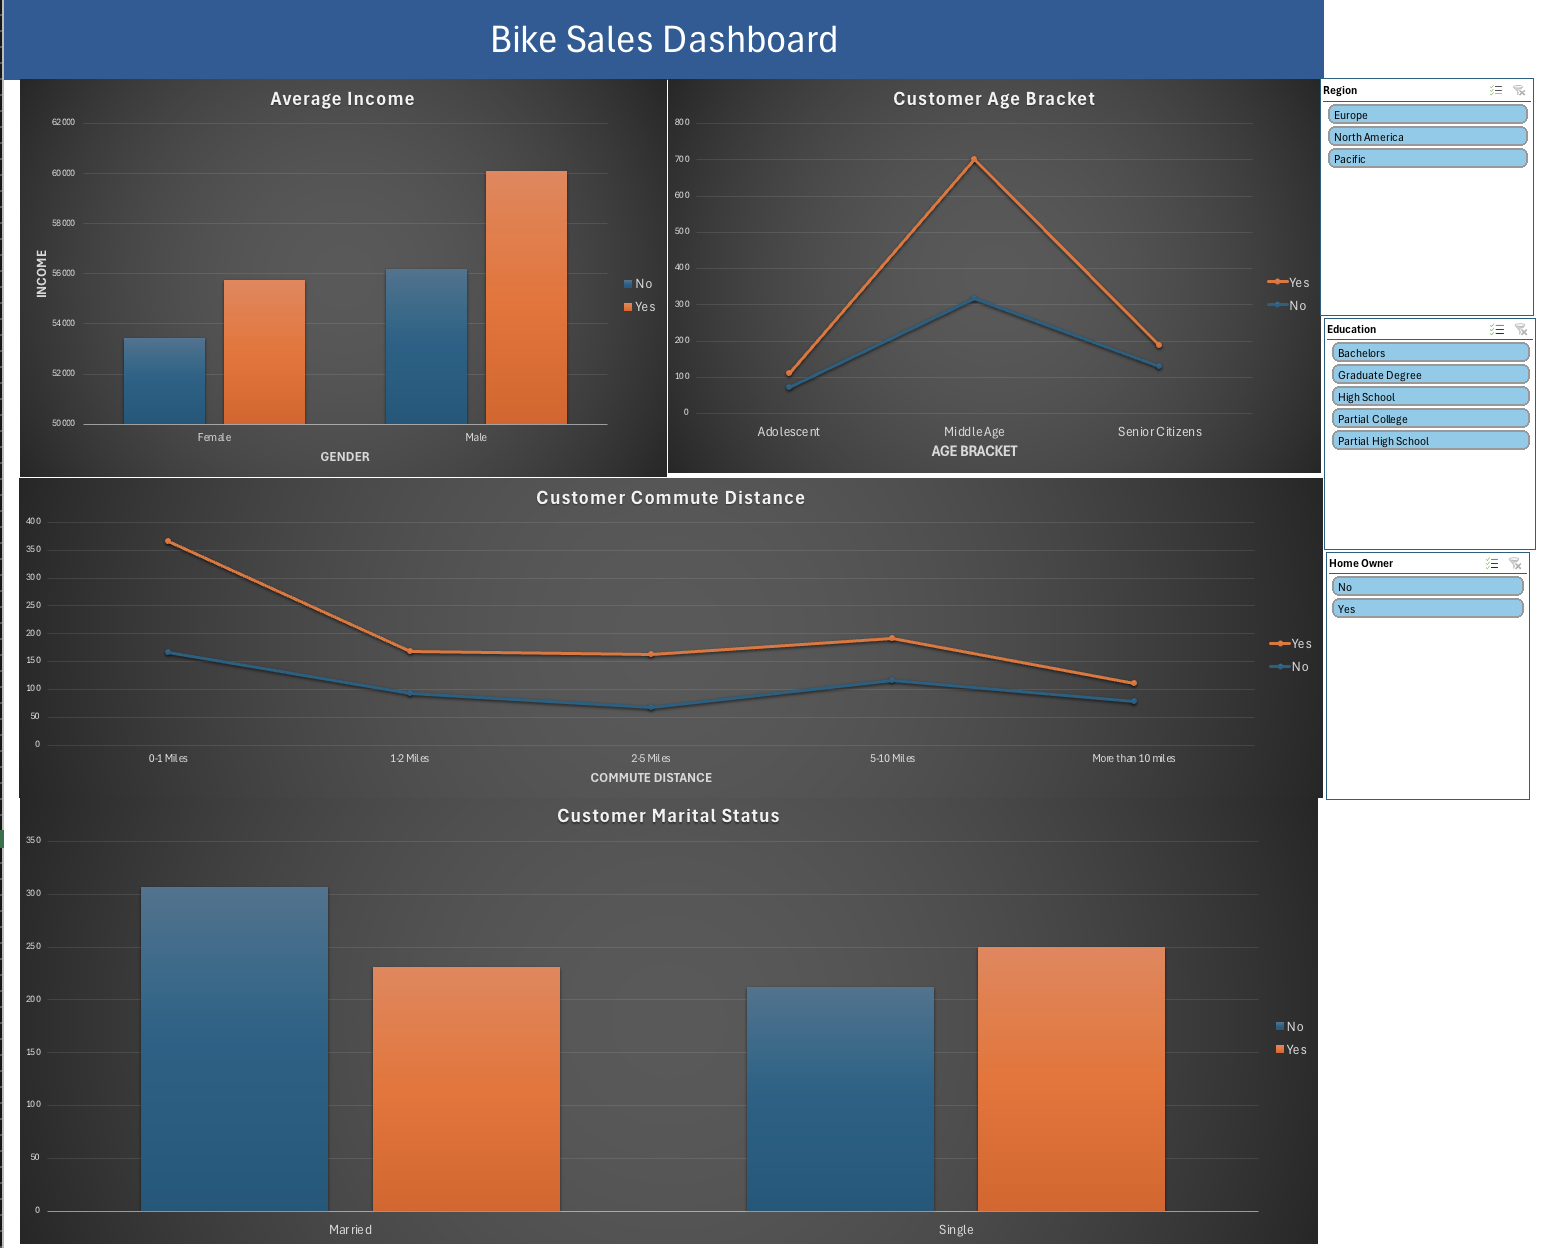 Bike Sales Dashboard
Average Income
62000
60000
58000
56000
54000
52000
50000
INCOME
Female
Male
GENDER
No
Yes
Customer Age Bracket
800
700
600
500
400
300
200
100
0
Adolescent
Middle Age
Senior Citizens
AGE BRACKET
Yes
No
Region
Europe
North America
Pacific
Education
Bachelors
Graduate Degree
High School
Partial College
Partial High School
Home Owner
No
Yes
Customer Commute Distance
400
350
300
250
200
150
100
50
0
0-1 Miles
1-2 Miles
2-5 Miles
5-10 Miles
More than 10 miles
COMMUTE DISTANCE
Yes
No
Customer Marital Status
350
300
250
200
150
100
50
0
Married
Single
No
Yes